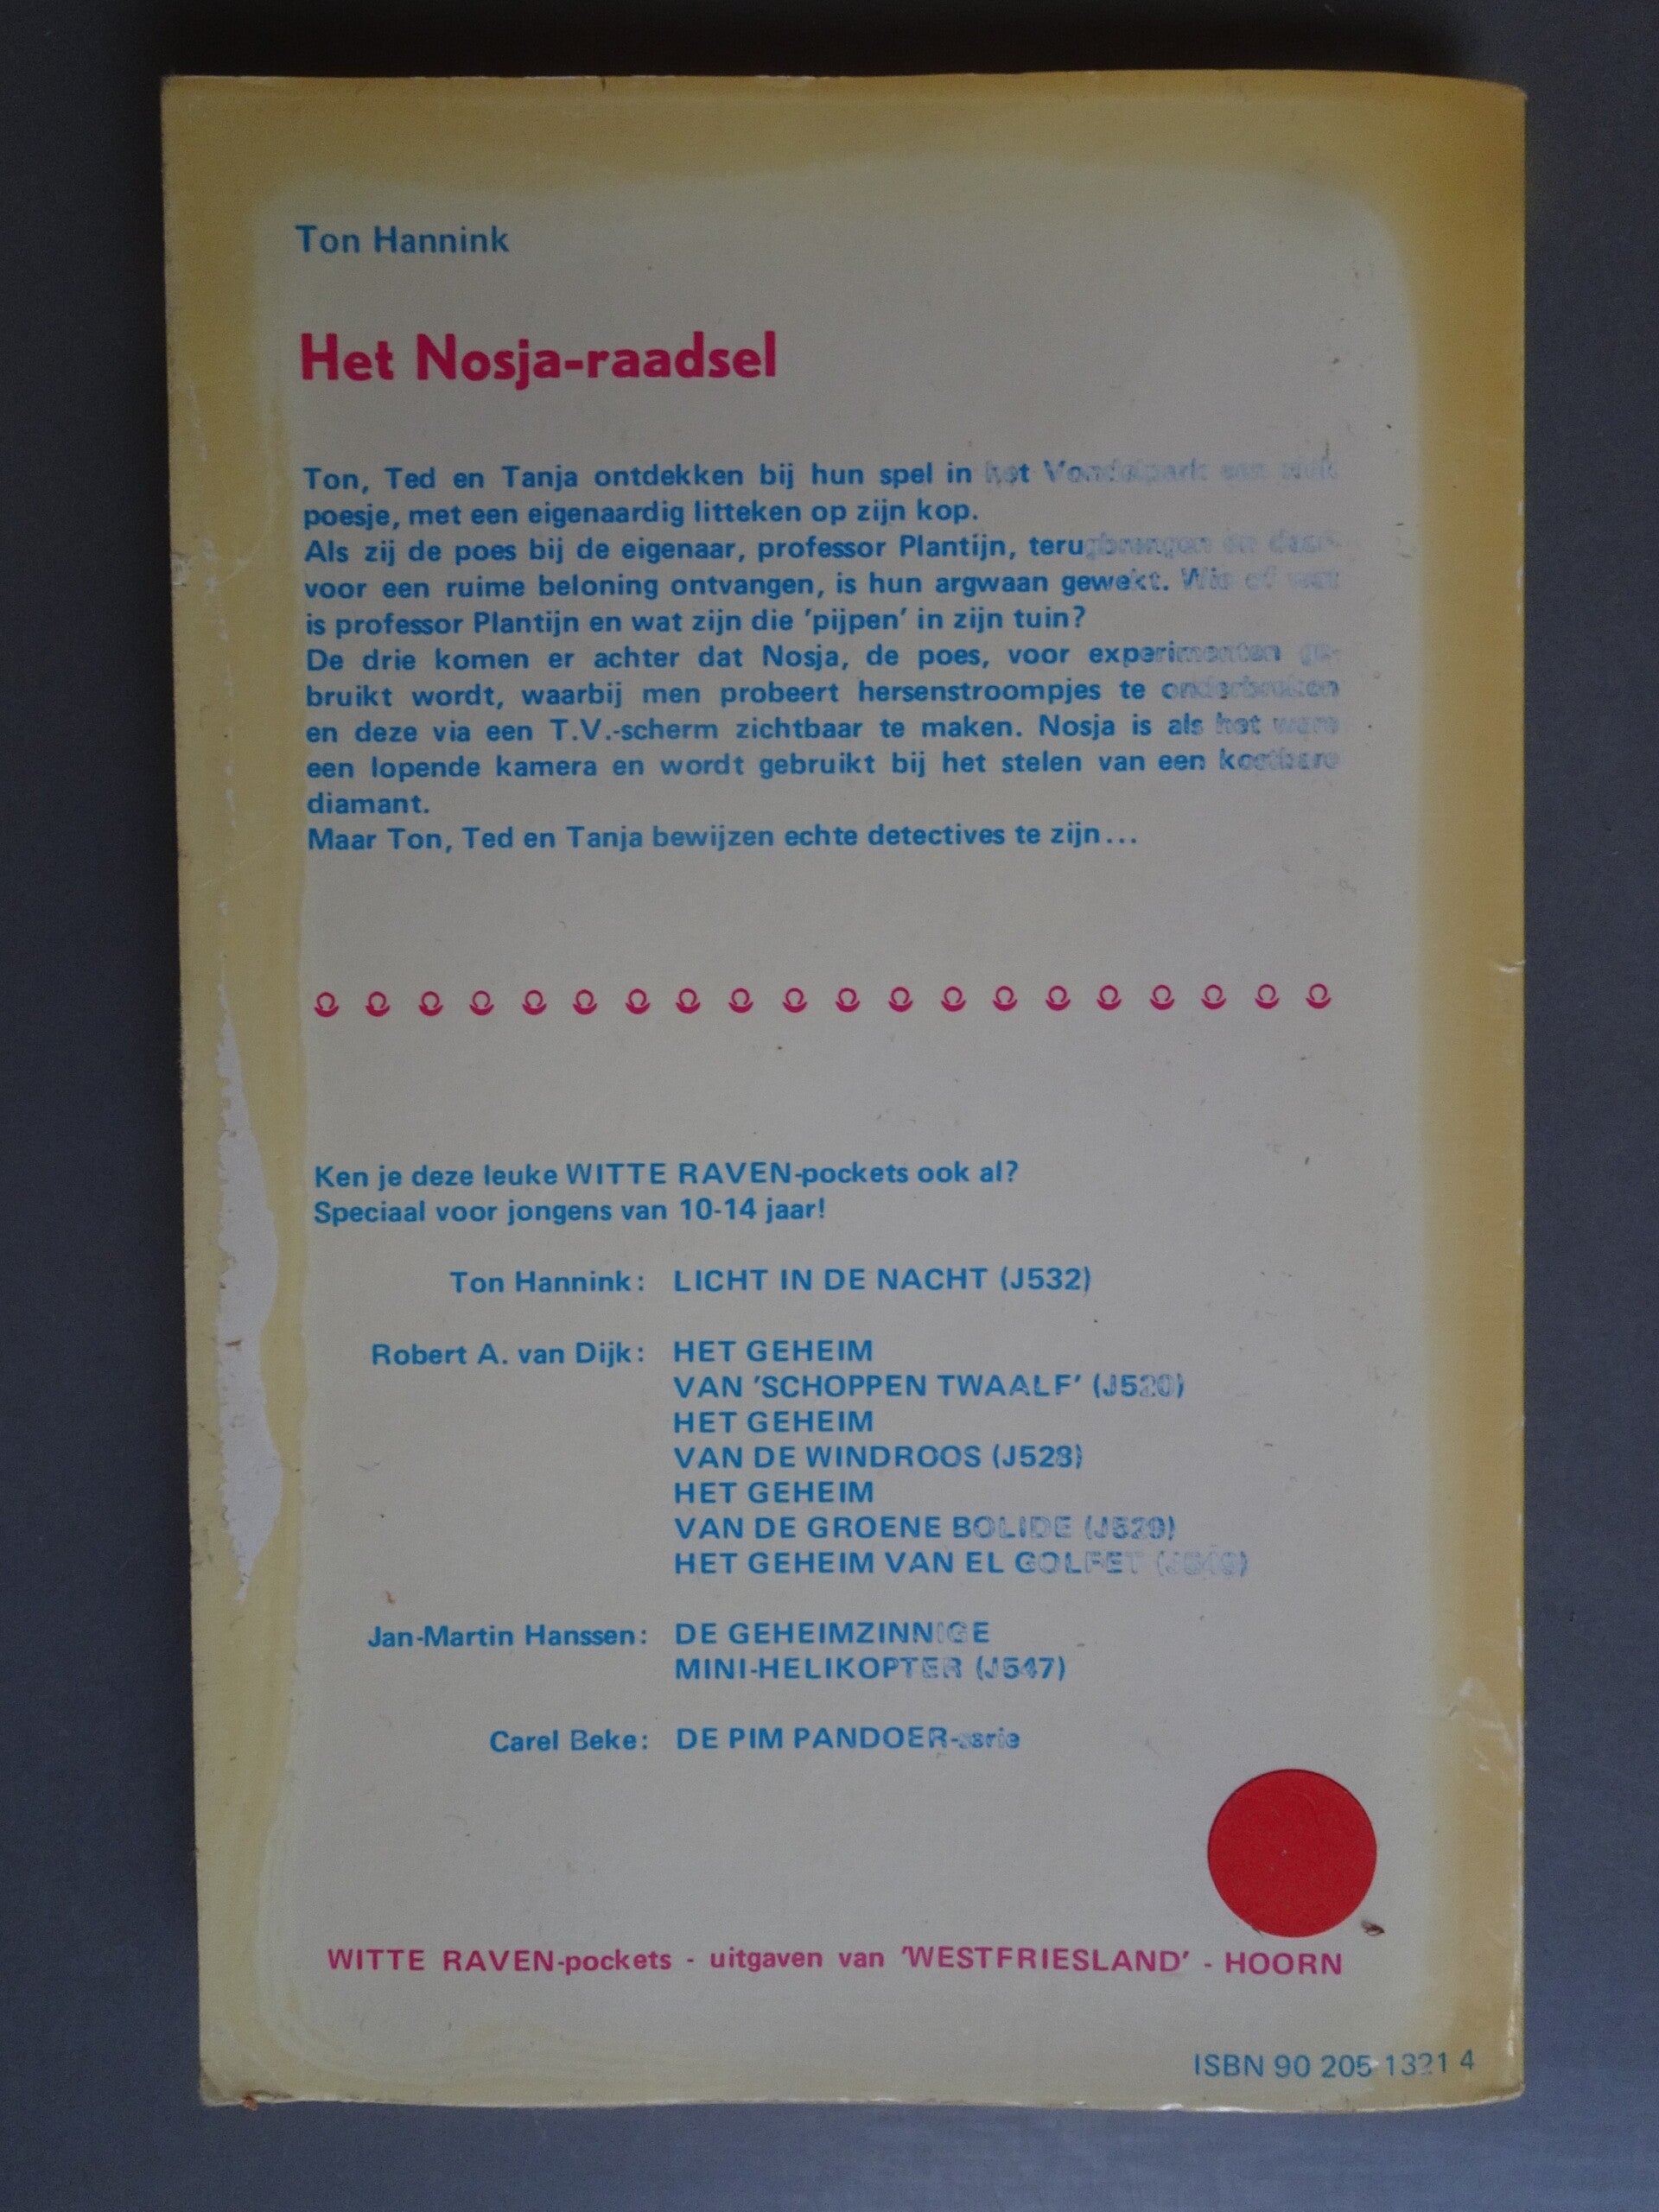 Ton Hannink
Het Nosja-raadsel
Ton, Ted en Tanja ontdekken bij hun spel in het Vondelpark een ziek
poesje, met een eigenaardig litteken op zijn kop.
Als zij de poes bij de eigenaar, professor Plantijn, terugbrengen en daar-
voor een ruime beloning ontvangen, is hun argwaan gewekt. Wie of wat
is professor Plantijn en wat zijn die 'pijpen' in zijn tuin?
De drie komen er achter dat Nosja, de poes, voor experimenten ge-
bruikt wordt, waarbij men probeert hersenstroompjes te
en deze via een T.V.-scherm zichtbaar te maken. Nosja is als het ware
een lopende kamera en wordt gebruikt bij het stelen van een kostbare
diamant.
Maar Ton, Ted en Tanja bewijzen echte detectives te zijn...
Ken je deze leuke WITTE RAVEN-pockets ook al?
Speciaal voor jongens van 10-14 jaar!
Ton Hannink: LICHT IN DE NACHT (J532)
Robert A. van Dijk: HET GEHEIM
VAN 'SCHOPPEN TWAALF' (J520)
HET GEHEIM
VAN DE WINDROOS (J528)
HET GEHEIM
VAN DE GROENE BOLIDE (J529)
HET GEHEIM VAN EL GOLFET
Jan-Martin Hanssen: DE GEHEIMZINNIGE
MINI-HELIKOPTER (J547)
Carel Beke: DE PIM PANDOER-serie
WITTE RAVEN-pockets - uitgaven van 'WESTFRIESLAND' - HOORN
ISBN 90 205 1321 4